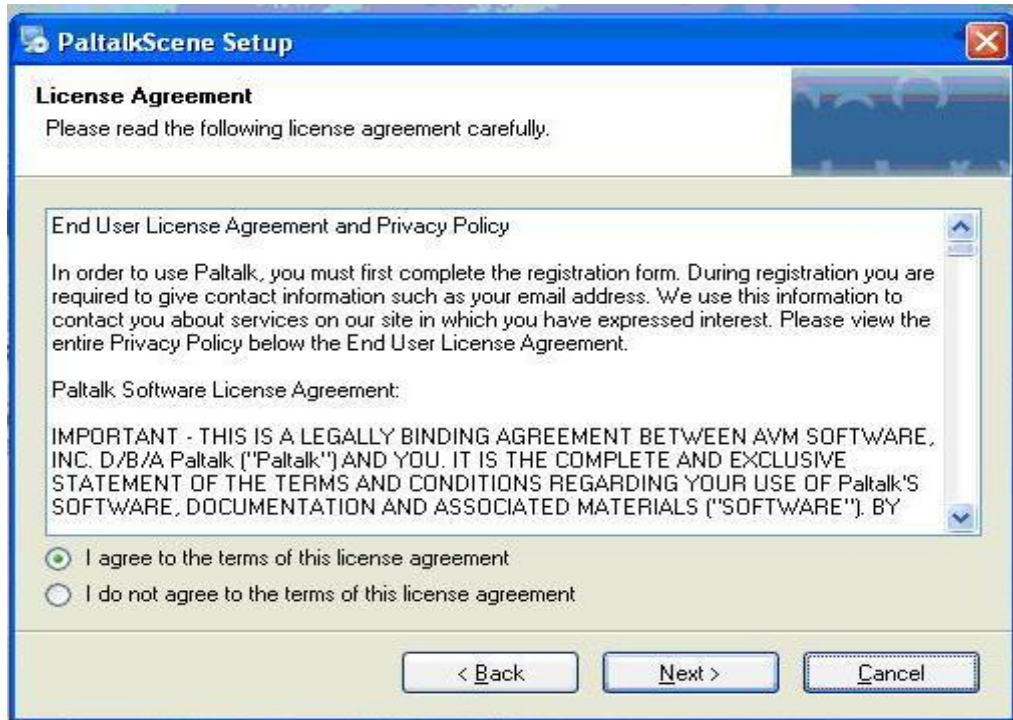 PaltalkScene Setup
License Agreement
Please read the following license agreement carefully.
End User License Agreement and Privacy Policy
In order to use Paltalk, you must first complete the registration form. During registration you are
required to give contact information such as your email address. We use this information to
contact you about services on our site in which you have expressed interest. Please view the
entire Privacy Policy below the End User License Agreement.
Paltalk Software License Agreement:
IMPORTANT - THIS IS A LEGALLY BINDING AGREEMENT BETWEEN AVM SOFTWARE,
INC. D/B/A Paltalk ("Paltalk") AND YOU. IT IS THE COMPLETE AND EXCLUSIVE
STATEMENT OF THE TERMS AND CONDITIONS REGARDING YOUR USE OF Paltalk'S
SOFTWARE, DOCUMENTATION AND ASSOCIATED MATERIALS ("SOFTWARE"). BY
I agree to the terms of this license agreement
I do not agree to the terms of this license agreement
< Back Next > Cancel